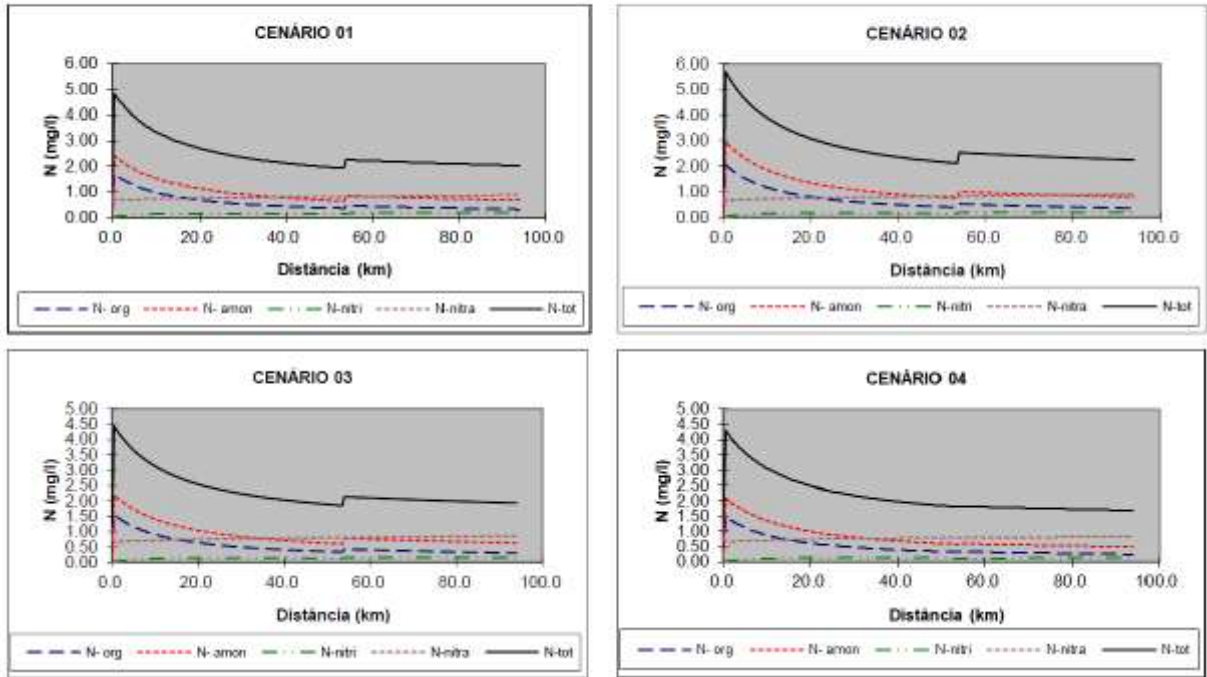 CENÁRIO 01
N (mg/l)
6.00
5.00
4.00
3.00
2.00
1.00
0.00
0.0 20.0 40.0 60.0 80.0 100.0
Distância (km)
N- org N- amon N-nitri N-nitra N-tot
CENÁRIO 02
N (mg/l)
6.00
5.00
4.00
3.00
2.00
1.00
0.00
0.0 20.0 40.0 60.0 80.0 100.0
Distância (km)
N- org N- amon N-nitri N-nitra N-tot
CENÁRIO 03
N (mg/l)
5.00
4.50
4.00
3.50
3.00
2.50
2.00
1.50
1.00
0.50
0.00
0.0 20.0 40.0 60.0 80.0 100.0
Distância (km)
N- org N- amon N-nitri N-nitra N-tot
CENÁRIO 04
N (mg/l)
5.00
4.50
4.00
3.50
3.00
2.50
2.00
1.50
1.00
0.50
0.00
0.0 20.0 40.0 60.0 80.0 100.0
Distância (km)
N- org N- amon N-nitri N-nitra N-tot